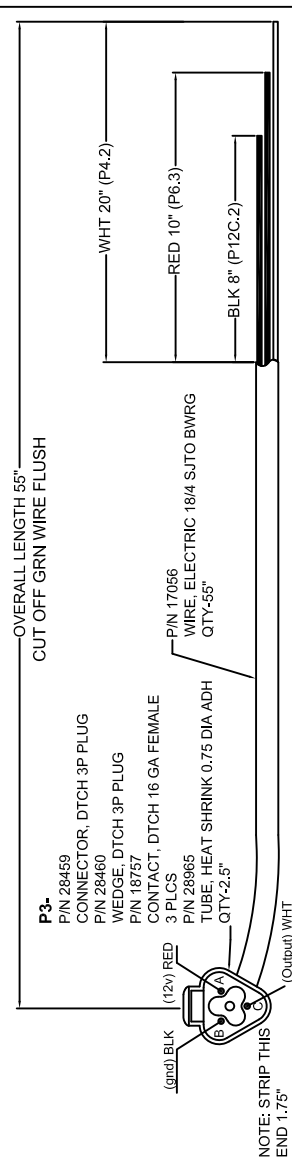 OVERALL LENGTH 55"
CUT OFF GRN WIRE FLUSH
WHT 20" (P4.2)
RED 10" (P6.3)
BLK 8" (P12C.2)
P3-
P/N 28459
CONNECTOR, DTCH 3P PLUG
P/N 28460
WEDGE, DTCH 3P PLUG
P/N 18757
CONTACT, DTCH 16 GA FEMALE
3 PLCS
P/N 28965
TUBE, HEAT SHRINK 0.75 DIA ADH
QTY-2.5"
P/N 17056
WIRE, ELECTRIC 18/4 SJTO BWRG
QTY-55"
(gnd) BLK
(12v) RED
B
A
C
(Output) WHT
NOTE: STRIP THIS
END 1.75"